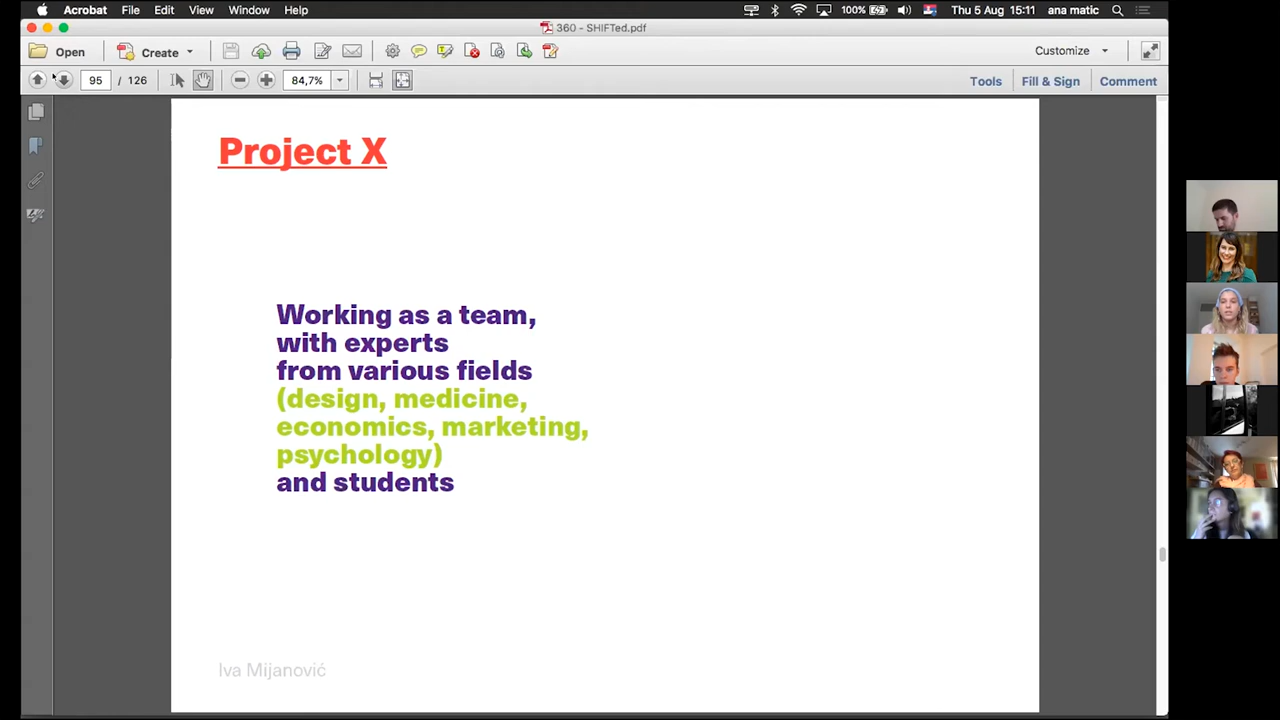 Acrobat File Edit View Window Help 100% Thu 5 Aug 15:11 ana matic
360 - SHIFTed.pdf
Open Create Customize
95 / 126 84,7% Tools Fill & Sign Comment
Project X
Working as a team,
with experts
from various fields
(design, medicine,
economics, marketing,
psychology)
and students
Iva Mijanović